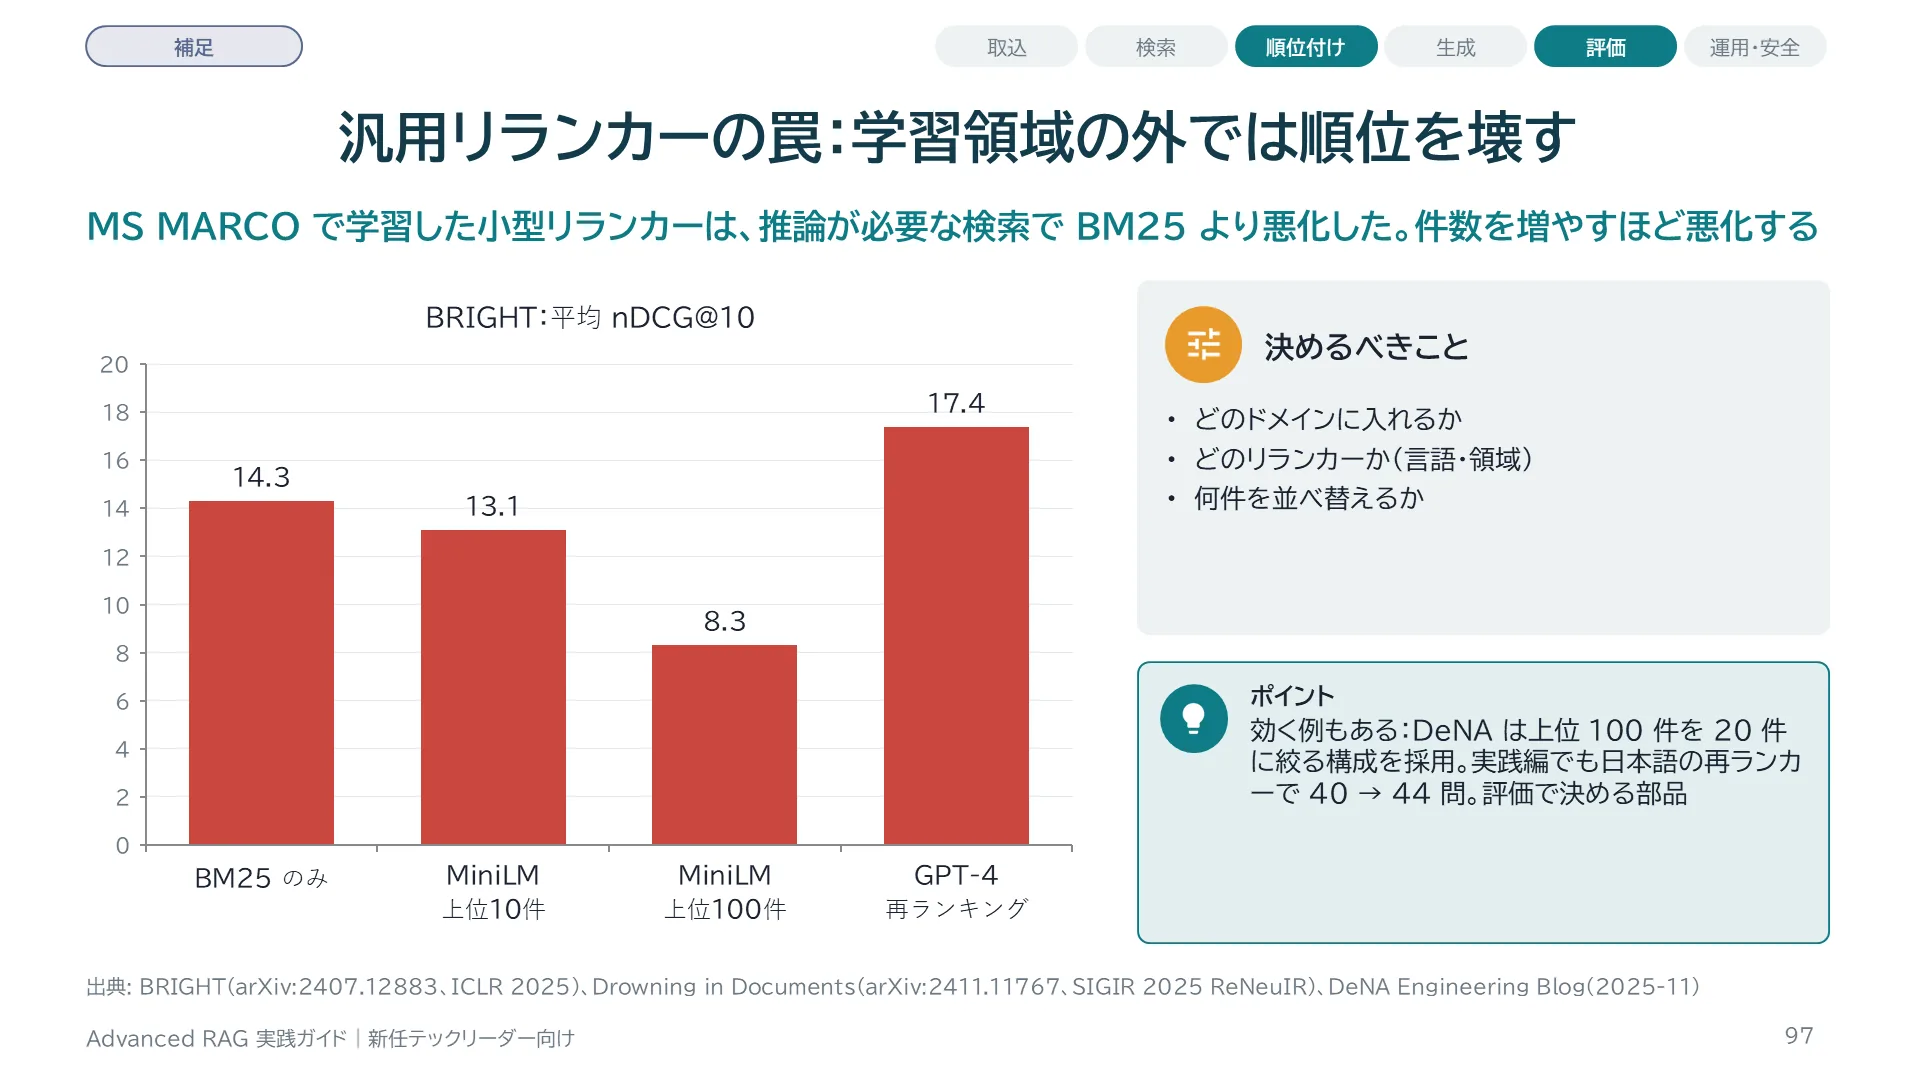 補足
取込
検索
順位付け
生成
評価
運用・安全
汎用リランカーの罠：学習領域の外では順位を壊す
MS MARCO で学習した小型リランカーは、推論が必要な検索で BM25 より悪化した。件数を増やすほど悪化する
BRIGHT：平均 nDCG@10
20
18
16
14
12
10
8
6
4
2
0
14.3
13.1
8.3
17.4
BM25 のみ
MiniLM
上位10件
MiniLM
上位100件
GPT-4
再ランキング
決めるべきこと
• どのドメインに入れるか
• どのリランカーか（言語・領域）
• 何件を並べ替えるか
ポイント
効く例もある：DeNA は上位 100 件を 20 件
に絞る構成を採用。実践編でも日本語の再ランカ
ーで 40 → 44 問。評価で決める部品
出典: BRIGHT（arXiv:2407.12883、ICLR 2025）、Drowning in Documents（arXiv:2411.11767、SIGIR 2025 ReNeuIR）、DeNA Engineering Blog（2025-11）
Advanced RAG 実践ガイド｜新任テックリーダー向け
97